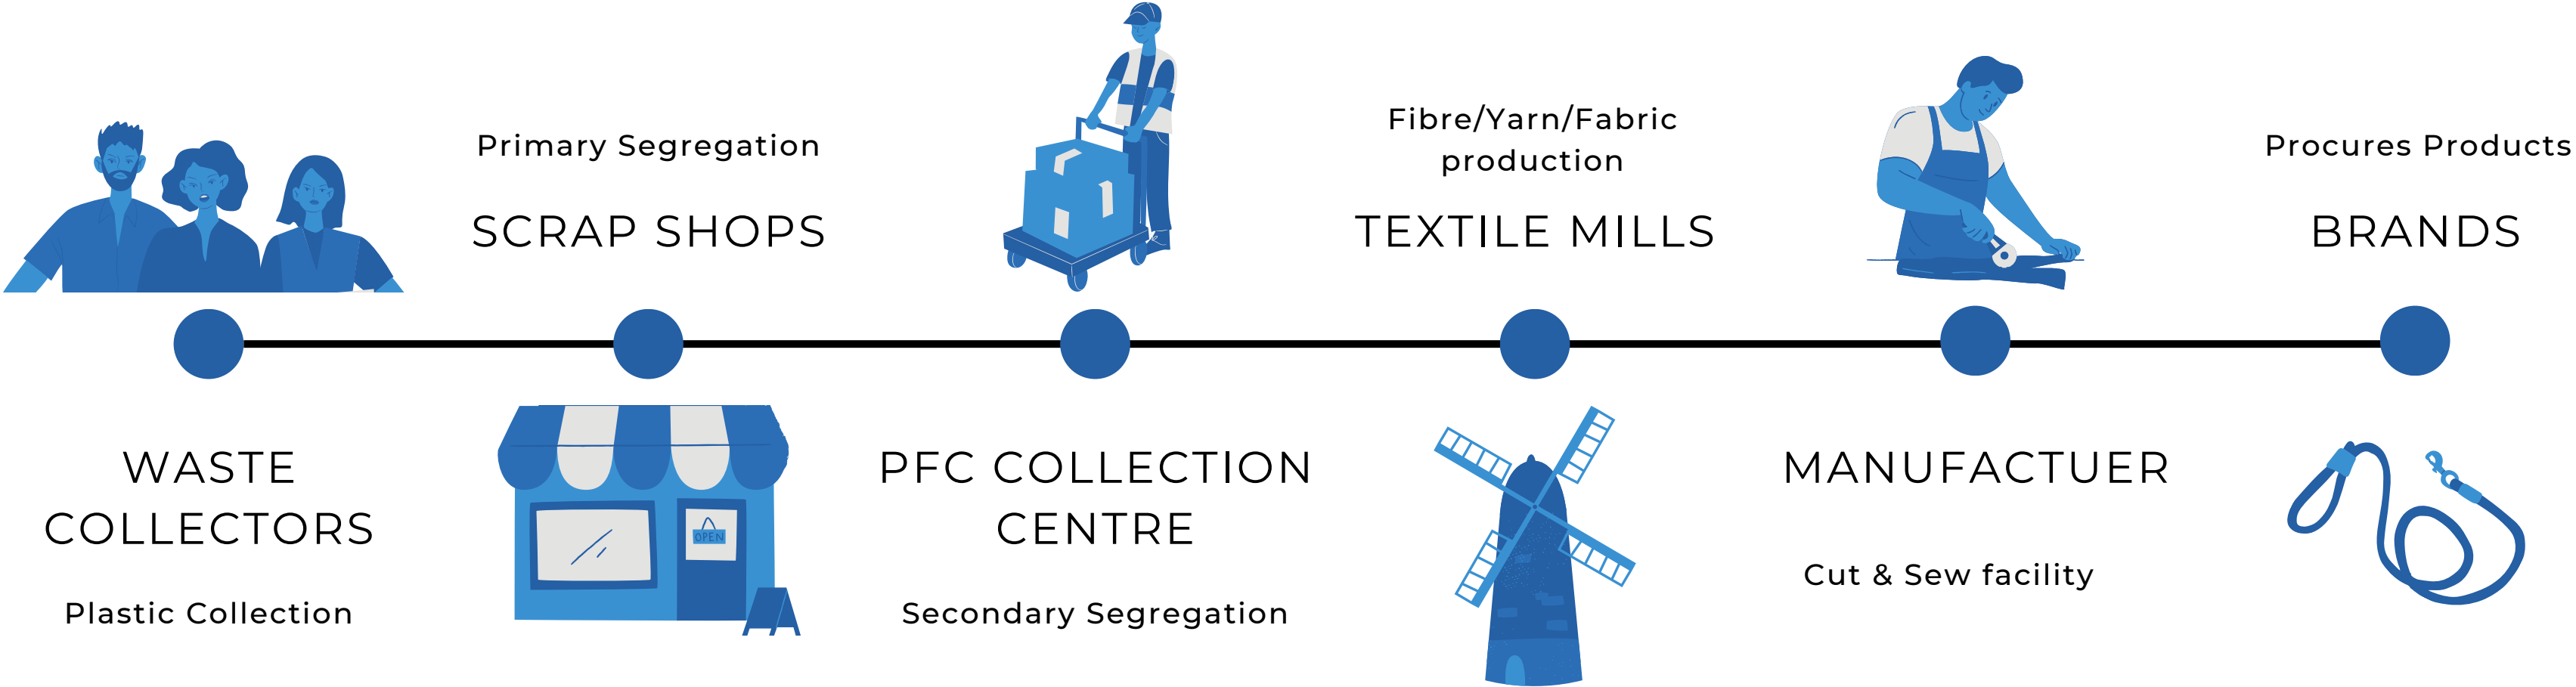 WASTE
COLLECTORS
Plastic Collection
Primary Segregation
SCRAP SHOPS
OPEN
PFC COLLECTION
CENTRE
Secondary Segregation
Fibre/Yarn/Fabric
production
TEXTILE MILLS
MANUFACTUER
Cut & Sew facility
Procures Products
BRANDS